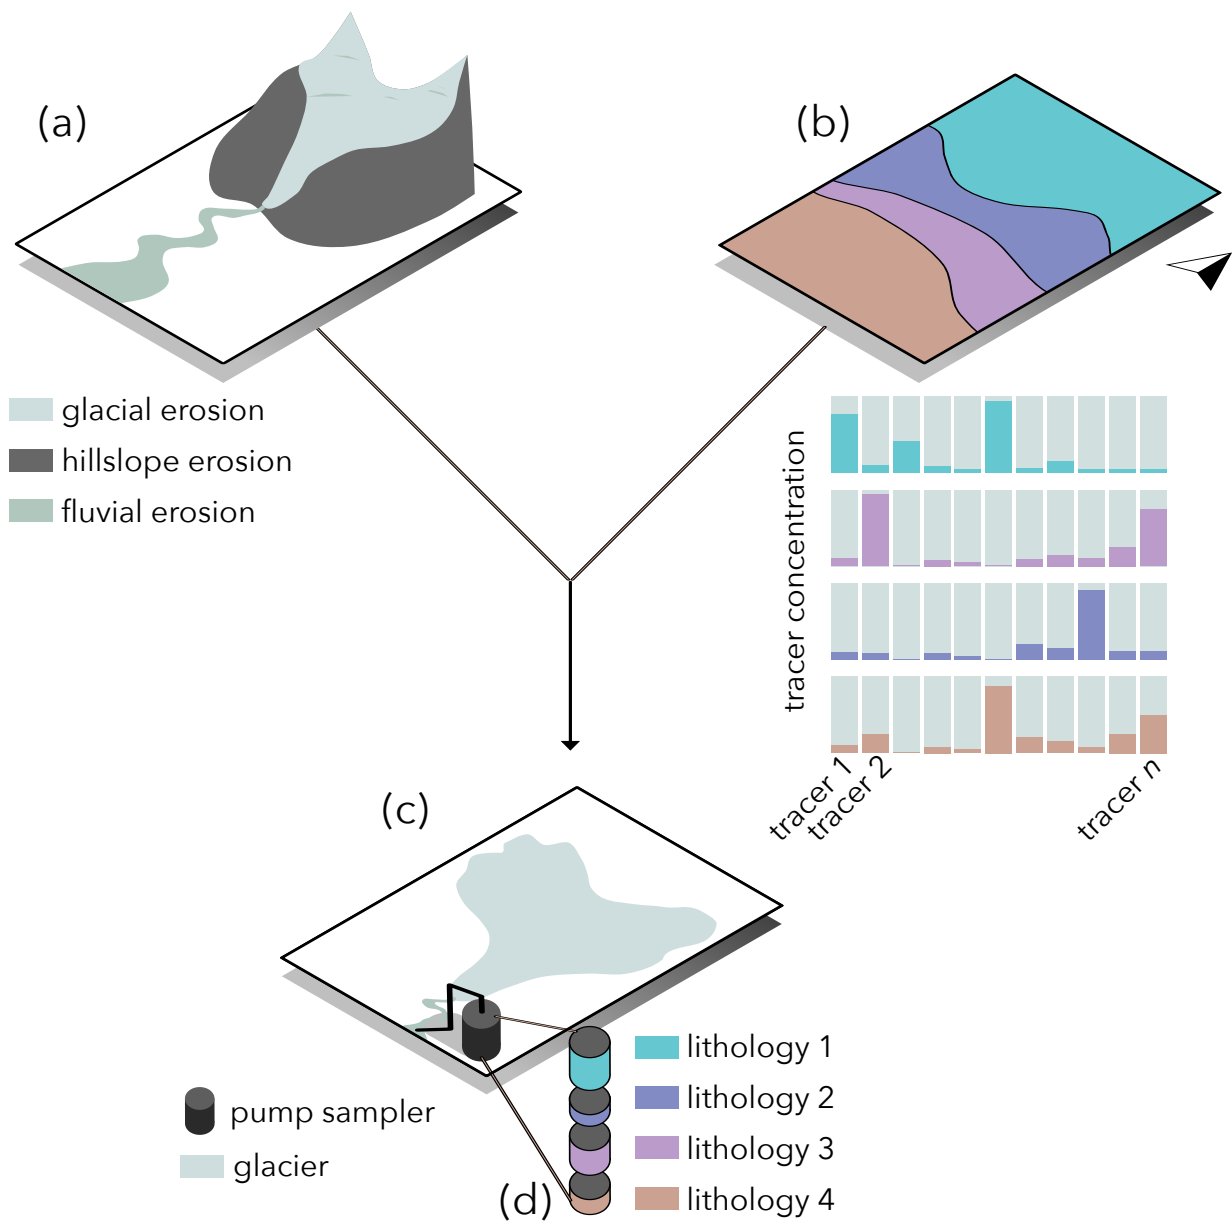 (a)
(b)
glacial erosion
hillslope erosion
fluvial erosion
tracer concentration
tracer 1
tracer 2
tracer n
(c)
pump sampler
glacier
(d)
lithology 1
lithology 2
lithology 3
lithology 4